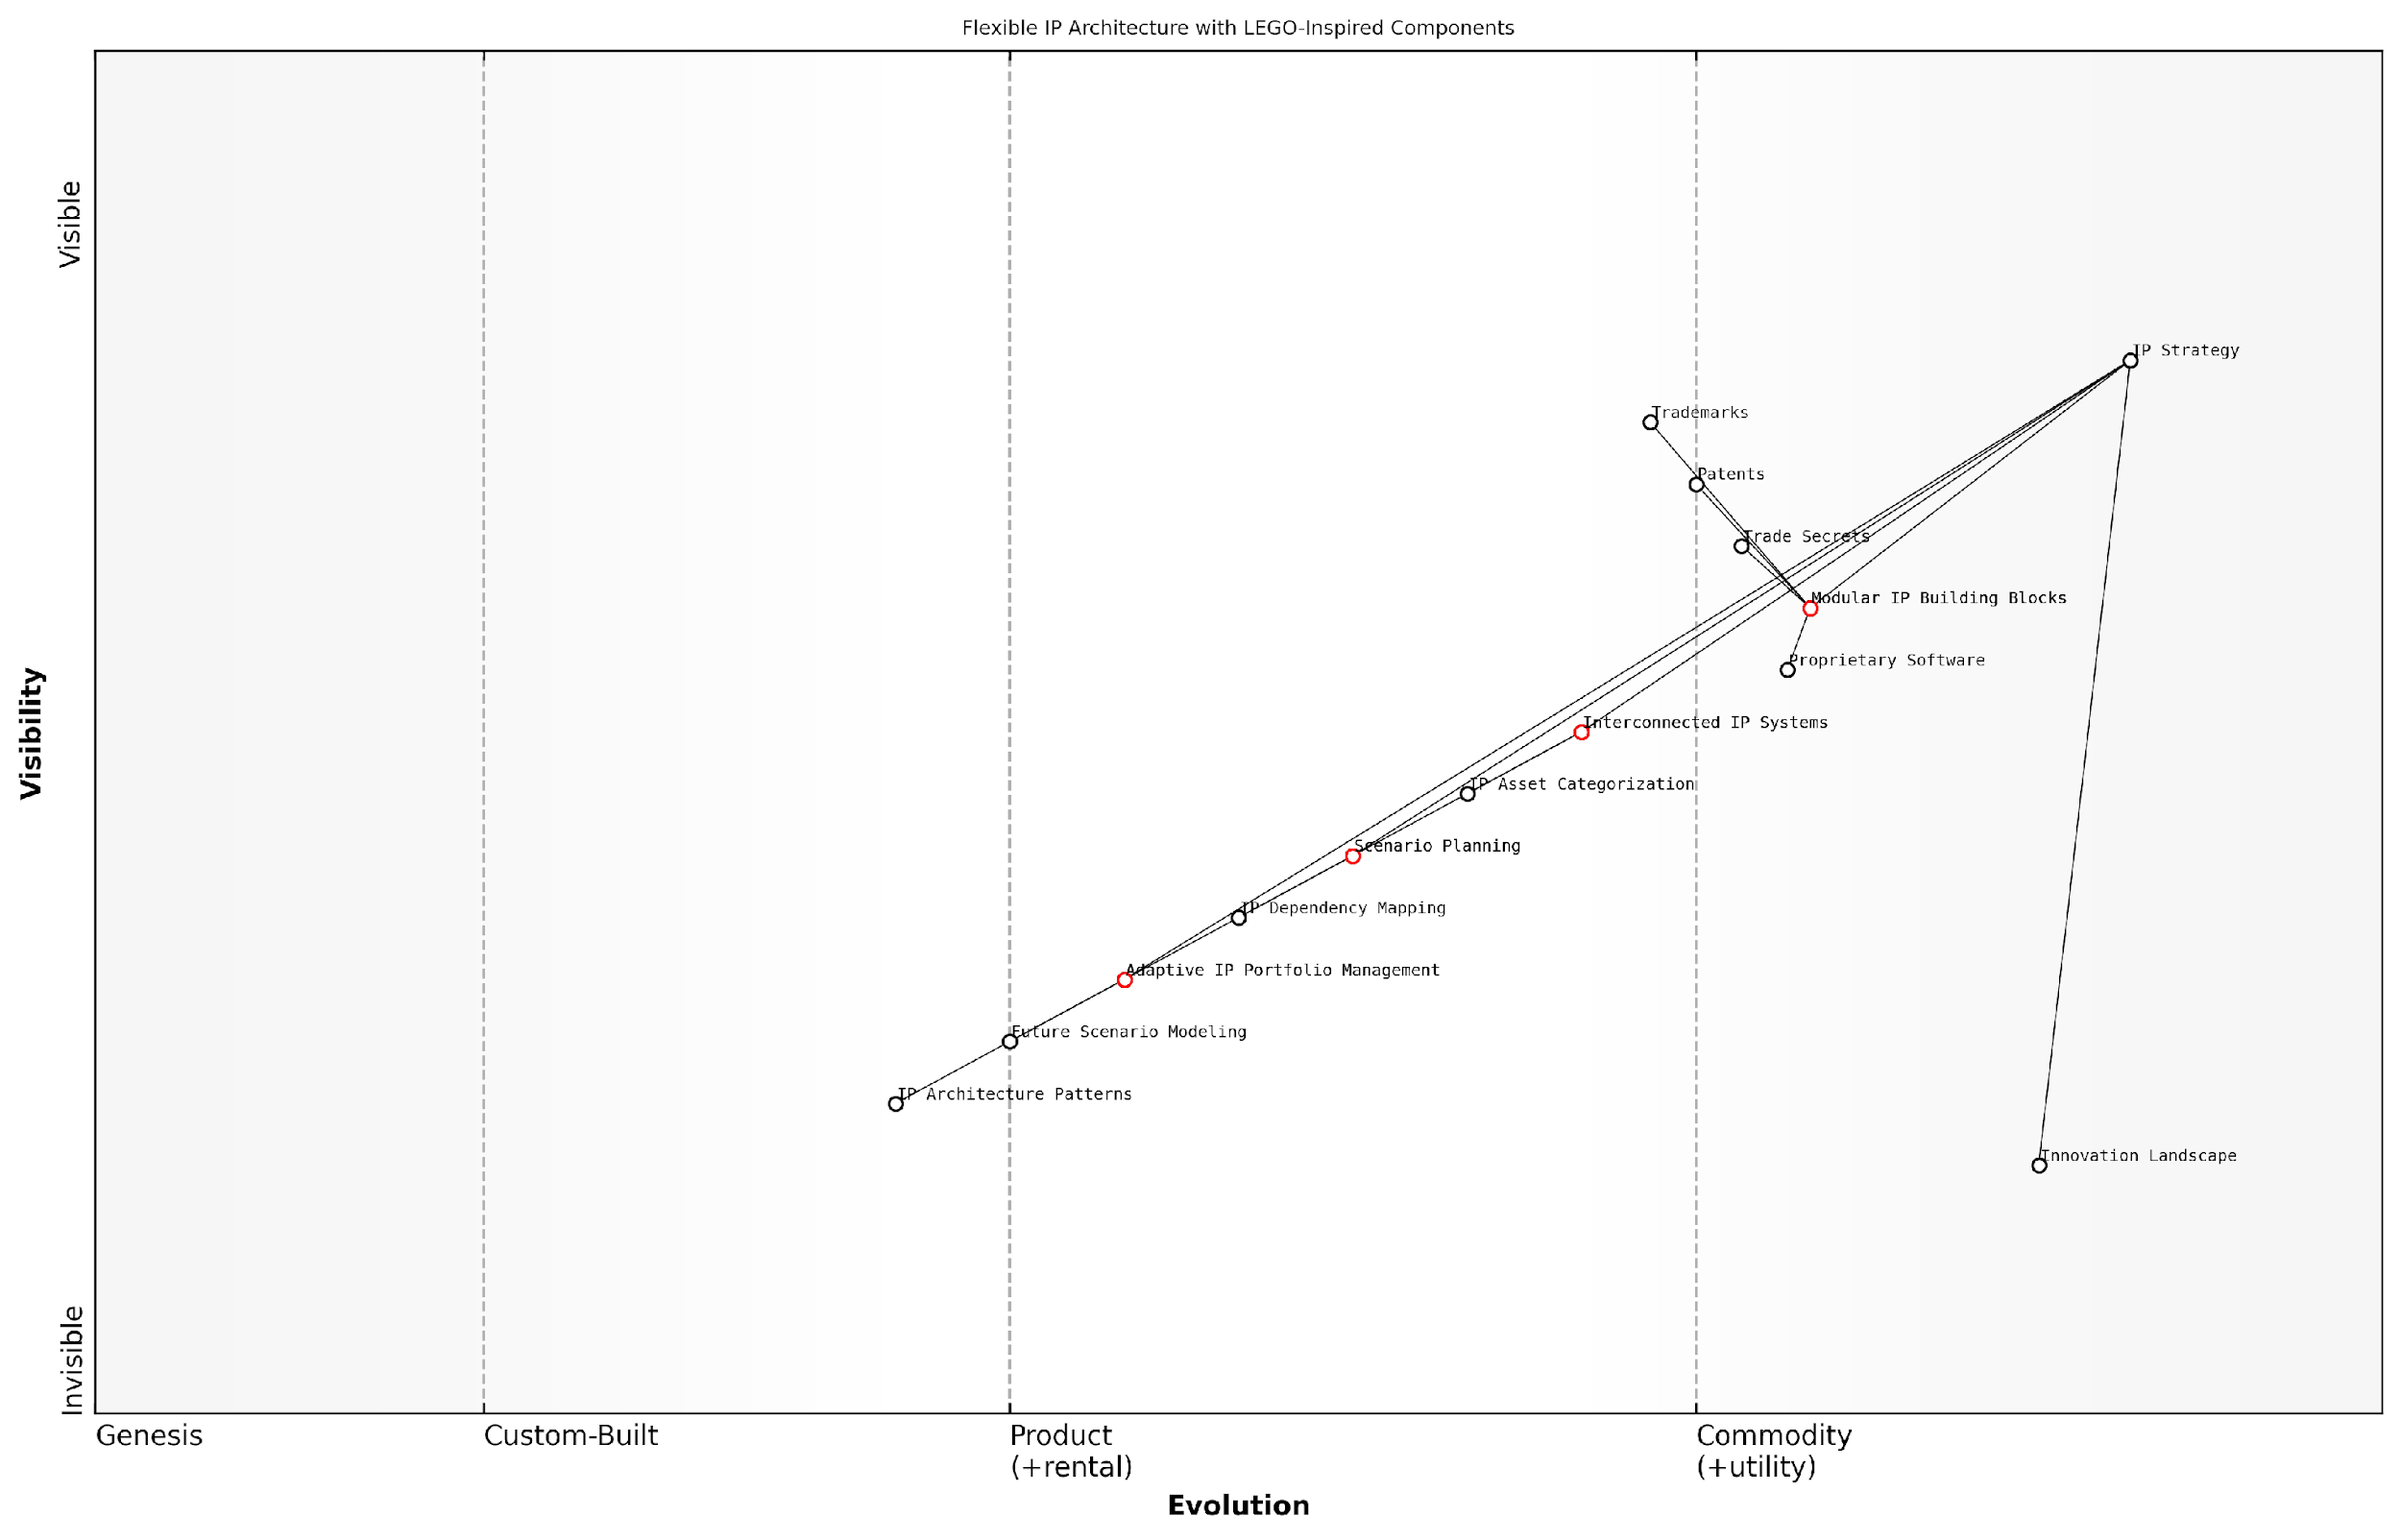 Flexible IP Architecture with LEGO-Inspired Components
Visible
Visibility
Invisible
IP Strategy
Trademarks
Patents
Trade Secrets
Modular IP Building Blocks
Proprietary Software
Interconnected IP Systems
IP Asset Categorization
Scenario Planning
IP Dependency Mapping
Adaptive IP Portfolio Management
Future Scenario Modeling
IP Architecture Patterns
Innovation Landscape
Genesis
Custom-Built
Product
(+rental)
Commodity
(+utility)
Evolution